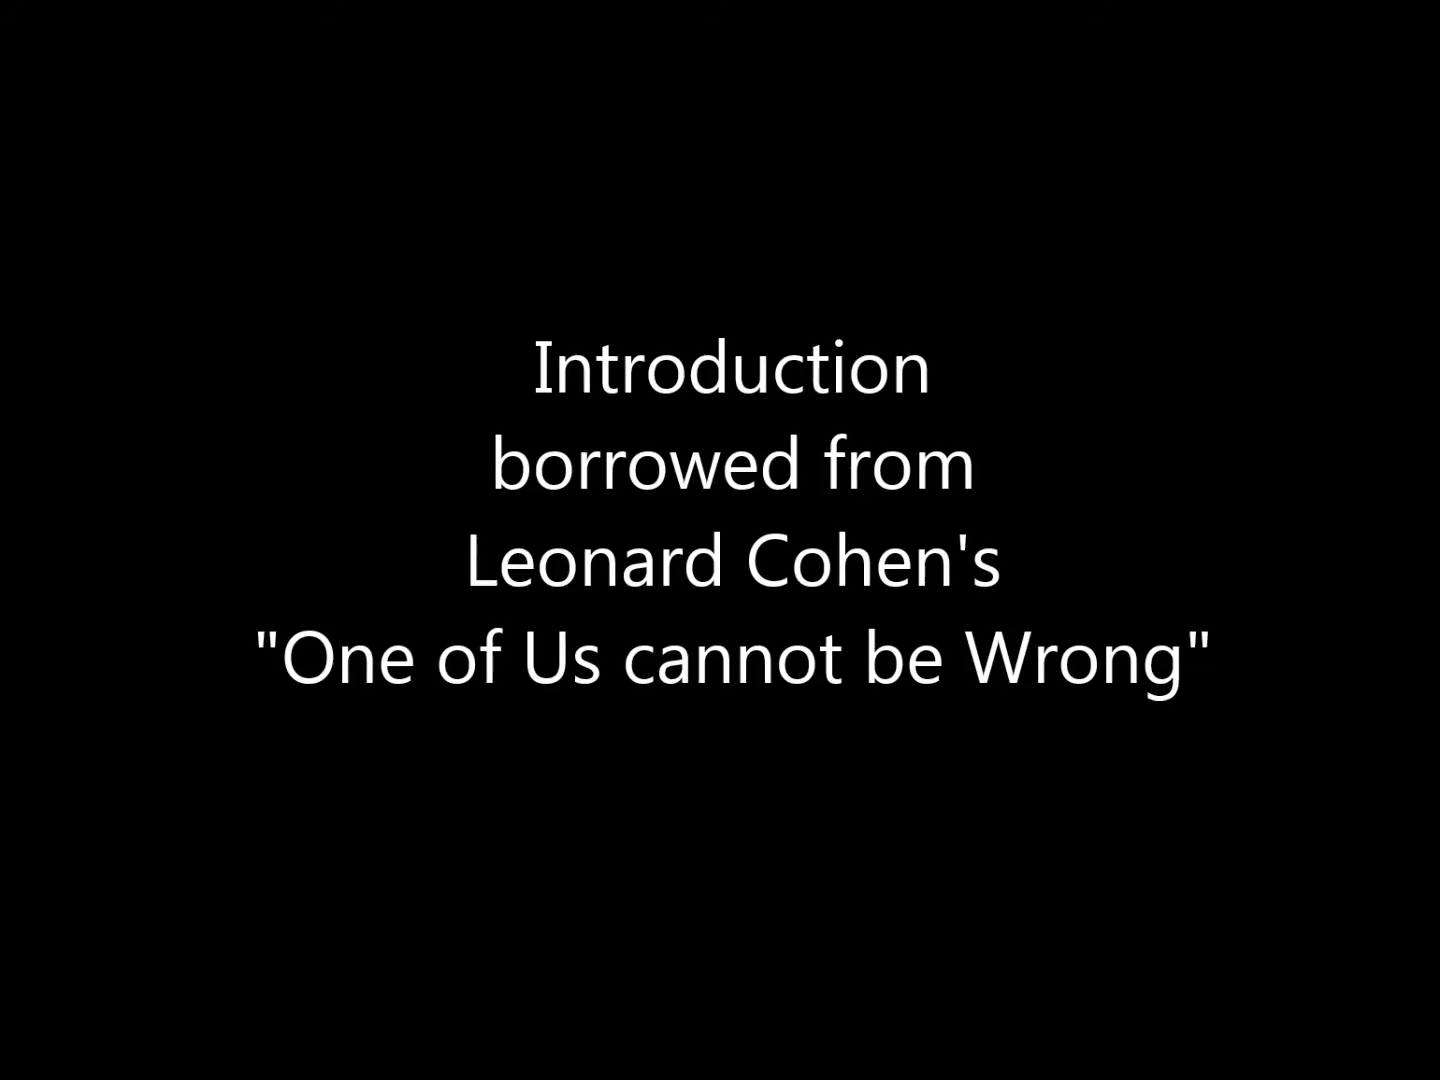 Introduction
borrowed from
Leonard Cohen's
"One of Us cannot be Wrong"